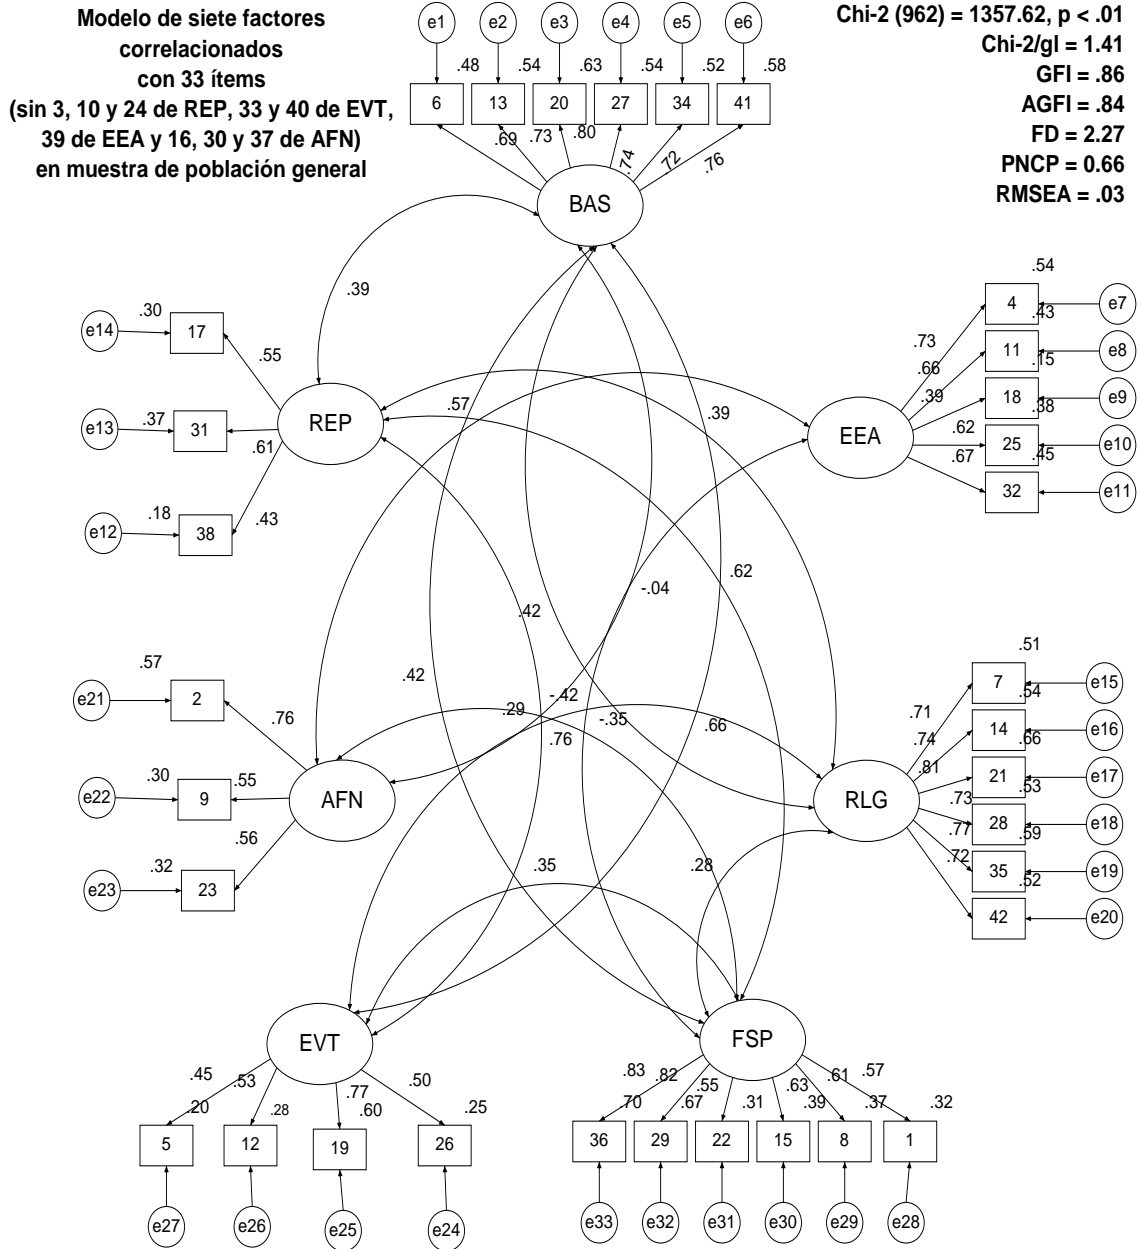 Modelo de siete factores
correlacionados
con 33 ítems
(sin 3, 10 y 24 de REP, 33 y 40 de EVT,
39 de EEA y 16, 30 y 37 de AFN)
en muestra de población general
Chi-2 (962) = 1357.62, p < .01
Chi-2/gl = 1.41
GFI = .86
AGFI = .84
FD = 2.27
PNCP = 0.66
RMSEA = .03
e1 e2 e3 e4 e5 e6
.48 .54 .63 .54 .52 .58
6 13 20 27 34 41
.69 .73 .80 .74 .72 .76
BAS
.39
.54
4 e7
.43
.73
11 e8
.15
.66
18 e9
.38
.39
25 e10
.45
.62
32 e11
.67
EEA
.30
e14 17
.55
.37
e13 31
.61
.18
e12 38
.43
REP
.57
.39
.62
-.04
.42
.42
-.42
.29
-.35
.76
.66
.35
.28
.57
e21 2
.76
.30
e22 9
.55
.32
e23 23
.56
AFN
.51
7 e15
.54
.71
14 e16
.66
.74
21 e17
.53
.81
28 e18
.59
.73
35 e19
.52
.77
42 e20
.72
RLG
EVT
.45 .53 .77 .50
.20 .28 .60 .25
5 12 19 26
e27 e26 e25 e24
FSP
.83 .82 .55 .63 .61 .57
.70 .67 .31 .39 .37 .32
36 29 22 15 8 1
e33 e32 e31 e30 e29 e28